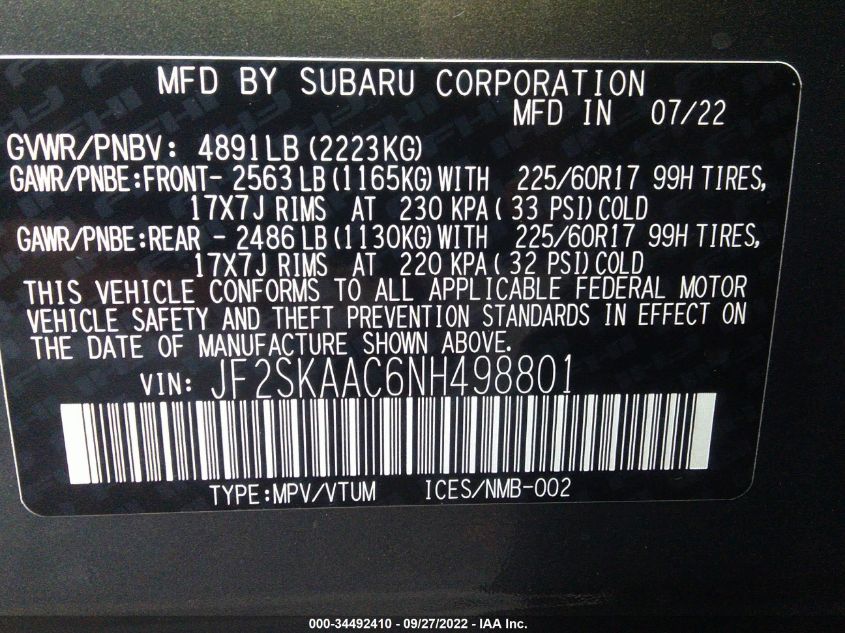 MFD BY SUBARU CORPORATION
MFD IN 07/22
GVWR/PNBV: 4891LB (2223KG)
GAWR/PNBE:FRONT- 2563 LB (1165KG) WITH 225/60R17 99H TIRES,
17X7J RIMS AT 230 KPA ( 33 PSI) COLD
GAWR/PNBE:REAR - 2486 LB (1130KG) WITH 225/60R17 99H TIRES,
17X7J RIMS AT 220 KPA ( 32 PSI) COLD
THIS VEHICLE CONFORMS TO ALL APPLICABLE FEDERAL MOTOR
VEHICLE SAFETY AND THEFT PREVENTION STANDARDS IN EFFECT ON
THE DATE OF MANUFACTURE SHOWN ABOVE.
VIN: JF2SKAAC6NH498801
TYPE:MPV/VTUM ICES/NMB-002
000-34492410 - 09/27/2022 - IAA Inc.